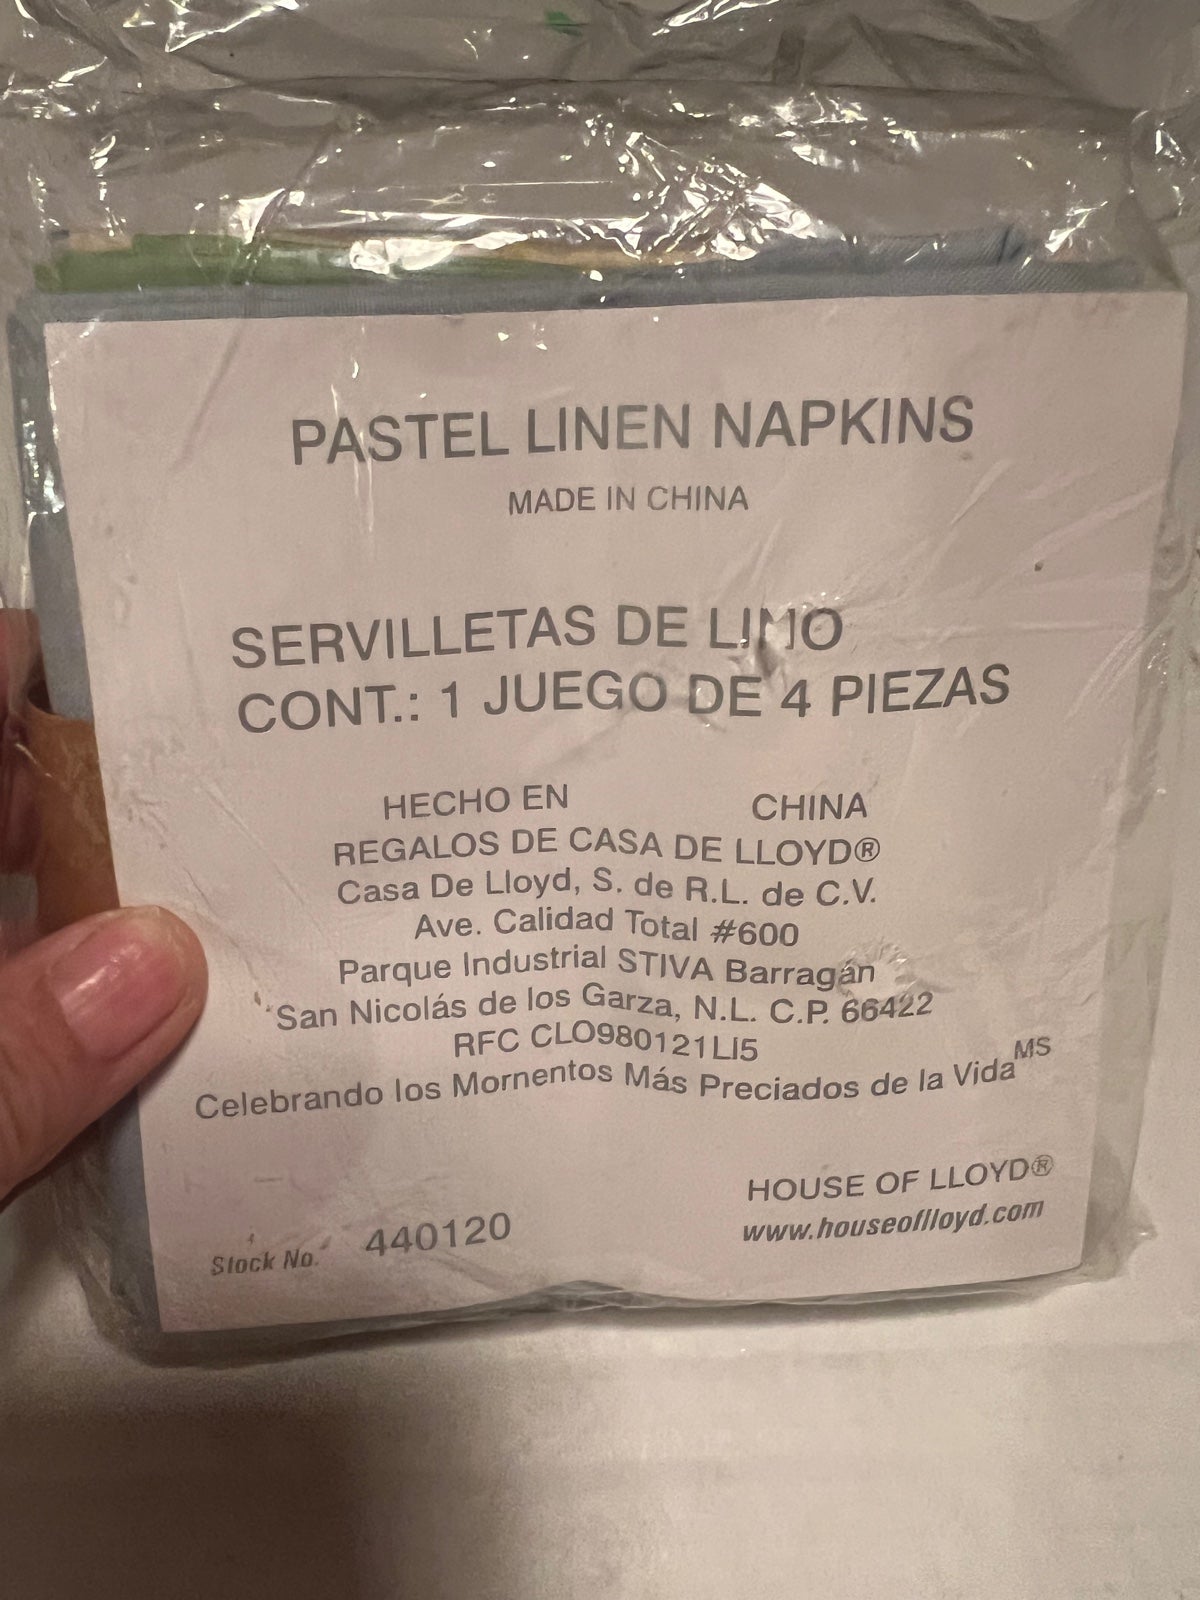 PASTEL LINEN NAPKINS
MADE IN CHINA
SERVILLETAS DE LINO
CONT.: 1 JUEGO DE 4 PIEZAS
HECHO EN CHINA
REGALOS DE CASA DE LLOYD®
Casa De Lloyd, S. de R.L. de C.V.
Ave. Calidad Total #600
Parque Industrial STIVA Barragán
San Nicolás de los Garza, N.L. C.P. 66422
RFC CLO980121LI5
Celebrando los Mornentos Más Preciados de la Vida MS
HOUSE OF LLOYD®
www.houseoflloyd.com
Stock No. 440120